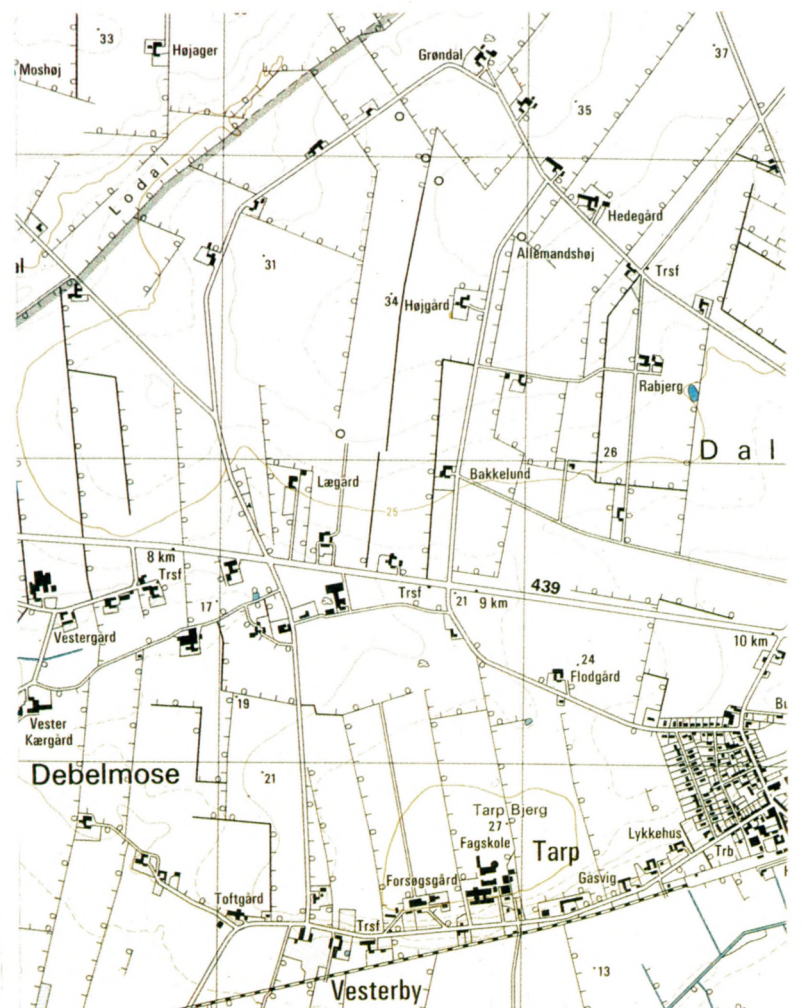 33
Højager
Moshøj
Grøndal
37
35
Lodal
Hedegård
Allemandshøj
31
Trsf
34 Højgård
Rabjerg
26
Dal
Lægård
Bakkelund
25
8 km
Trsf
439
Trsf
21 9 km
17
Vestergård
10 km
24
Flodgård
19
Vester
Kærgård
Debelmose
21
Tarp Bjerg
27
Fagskole
Tarp
Lykkehus
Trb
Forsøgsgård
Gasvig
Toftgård
Trsf
13
Vesterby